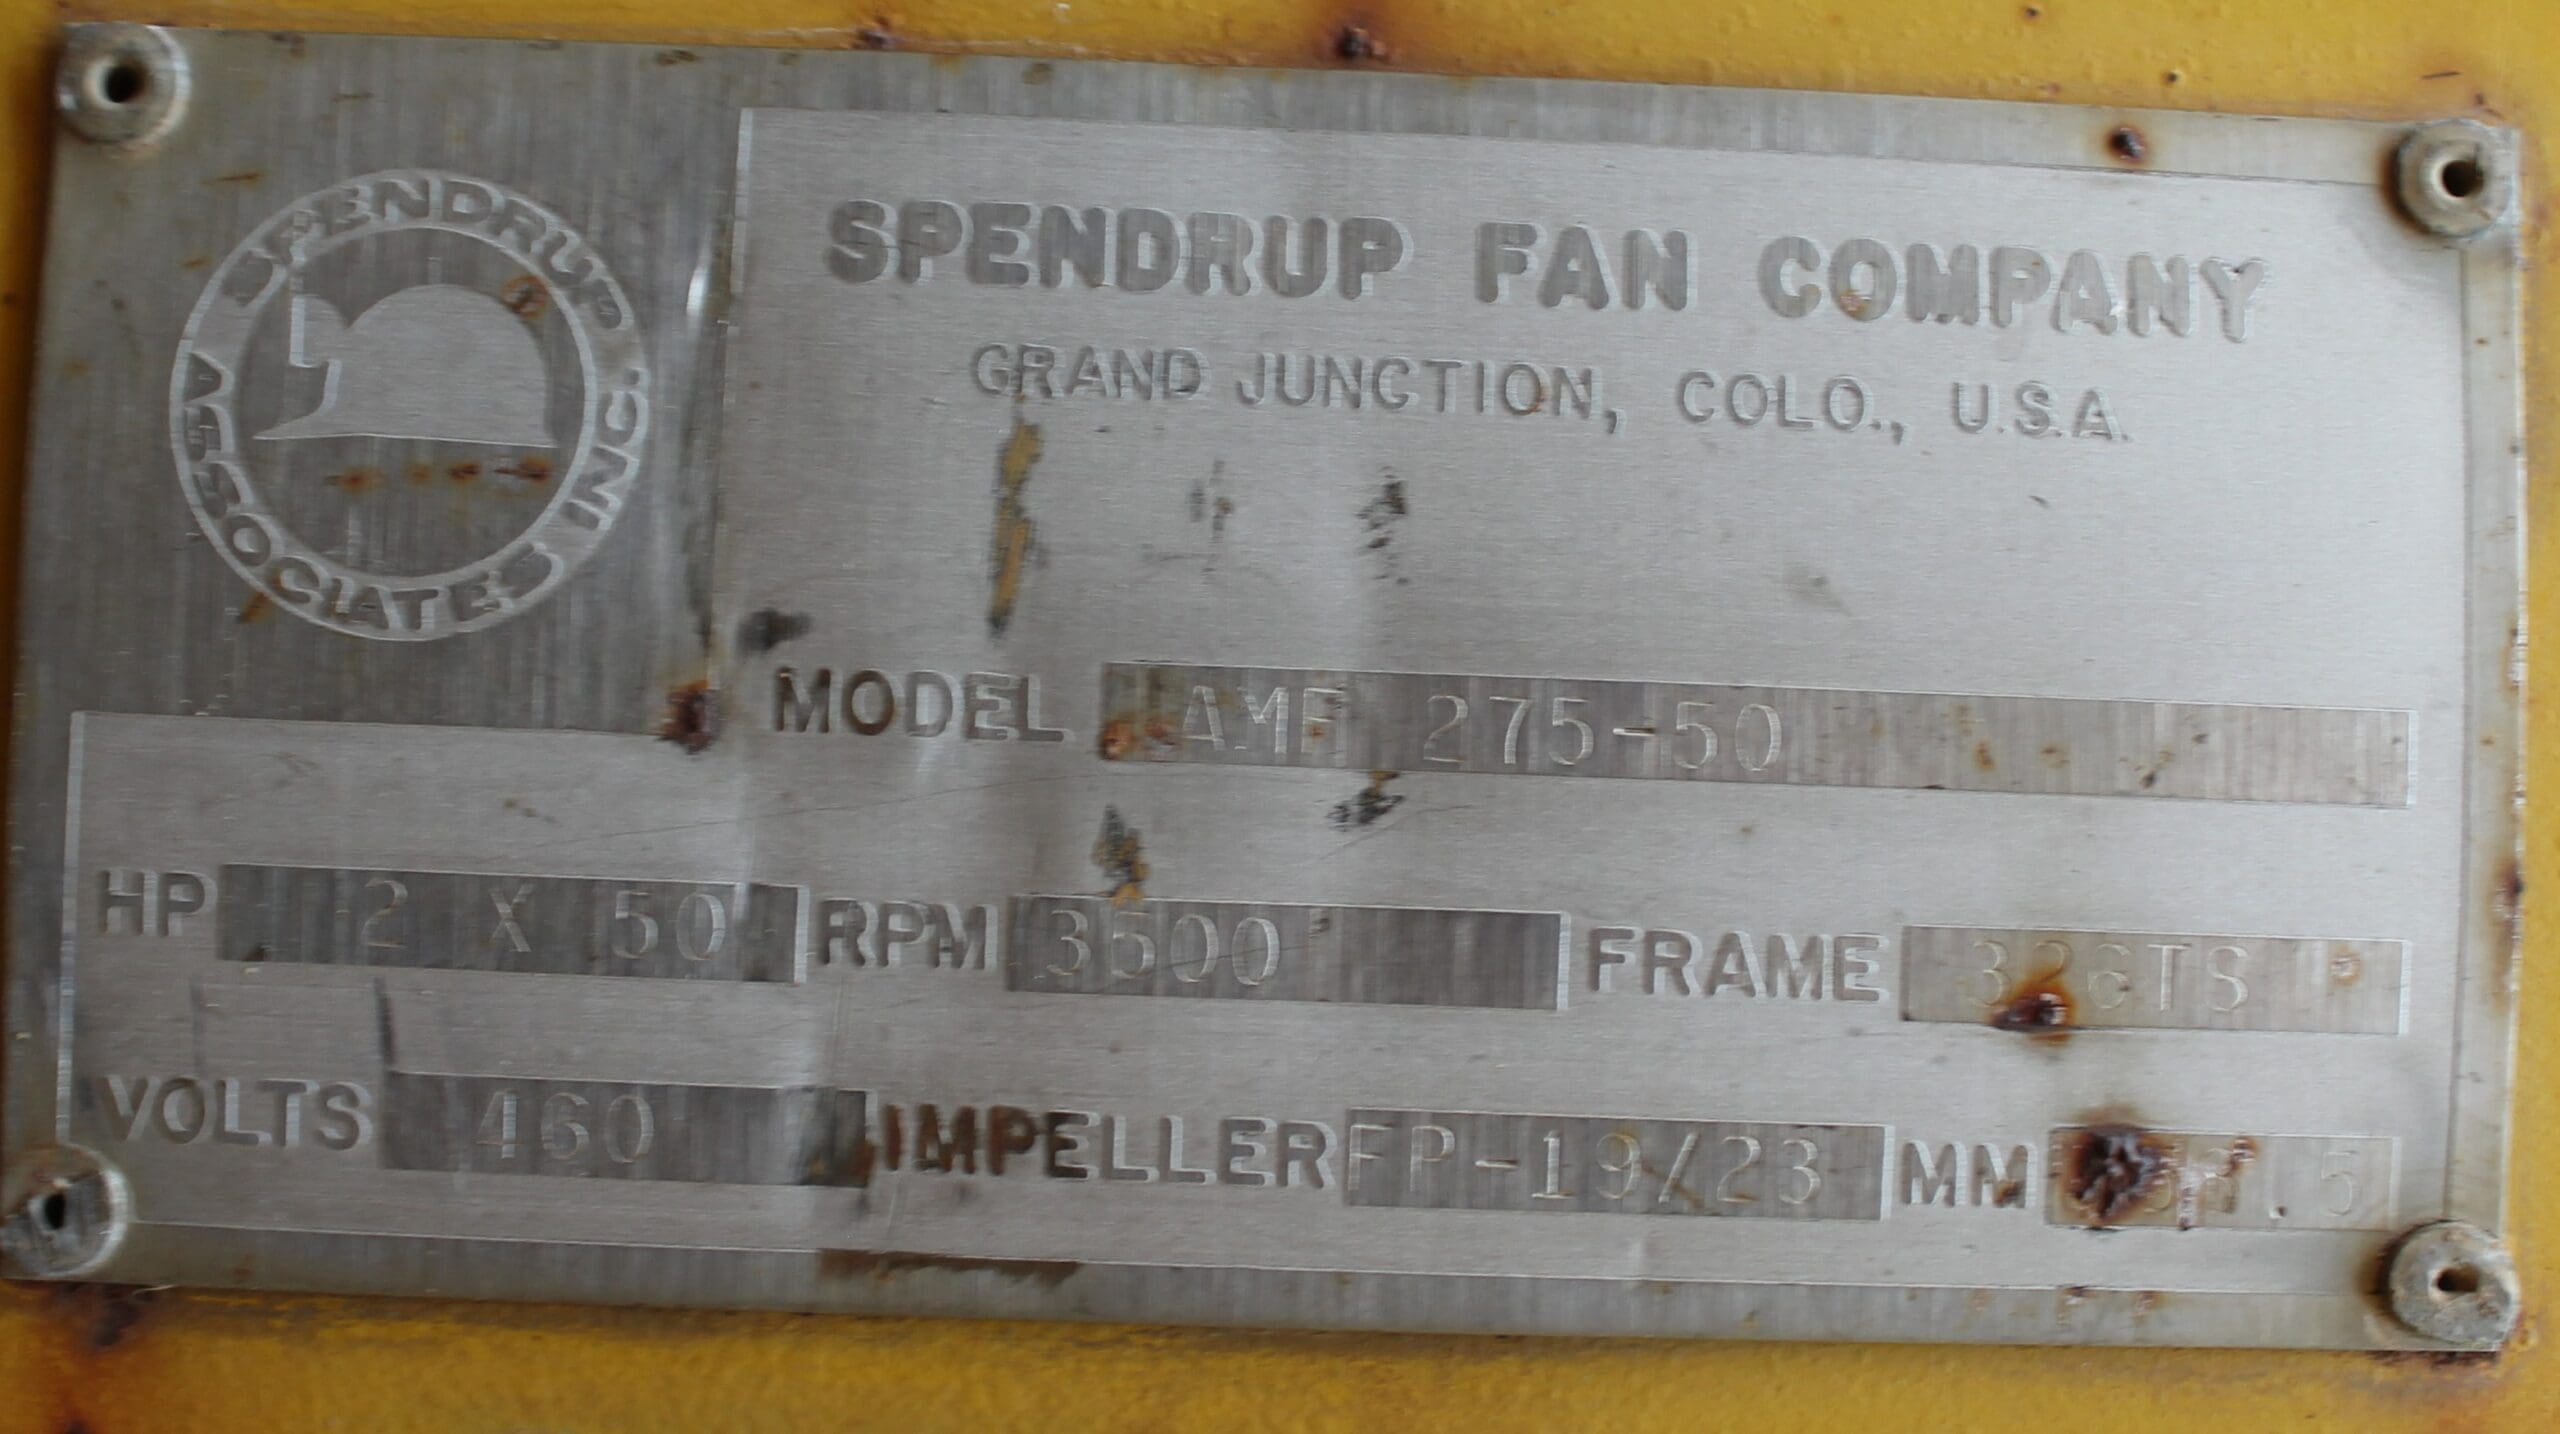 SPENDRUP ASSOCIATES INC.
SPENDRUP FAN COMPANY
GRAND JUNCTION, COLO., U.S.A.
MODEL AMF 275-50
HP 2 X 50 RPM FRAME 326TS
VOLTS 460 IMPELLER FP-19/23 MM